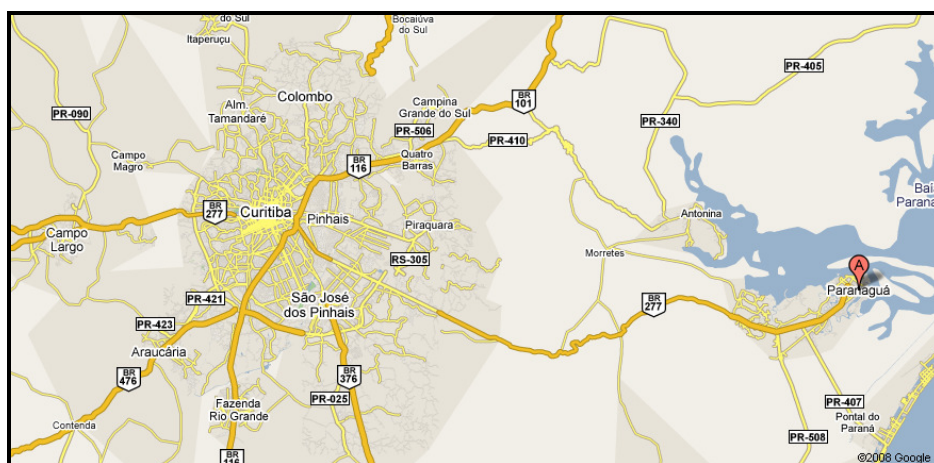 do Sul
Itaperuçu
Bocaiúva
do Sul
PR-405
PR-090
Colombo
Alm.
Tamandaré
Campina
Grande do Sul
BR
101
PR-340
PR-506
PR-410
Campo
Magro
BR
116
Quatro
Barras
BR
277
Curitiba
Pinhais
Piraquara
Antonina
Campo
Largo
RS-305
Morretes
A
Paranaguá
PR-421
São José
dos Pinhais
BR
277
PR-423
Araucária
BR
476
BR
376
PR-025
Fazenda
Rio Grande
PR-407
Pontal do
Paraná
Contenda
PR-508
BR
116
©2008 Google